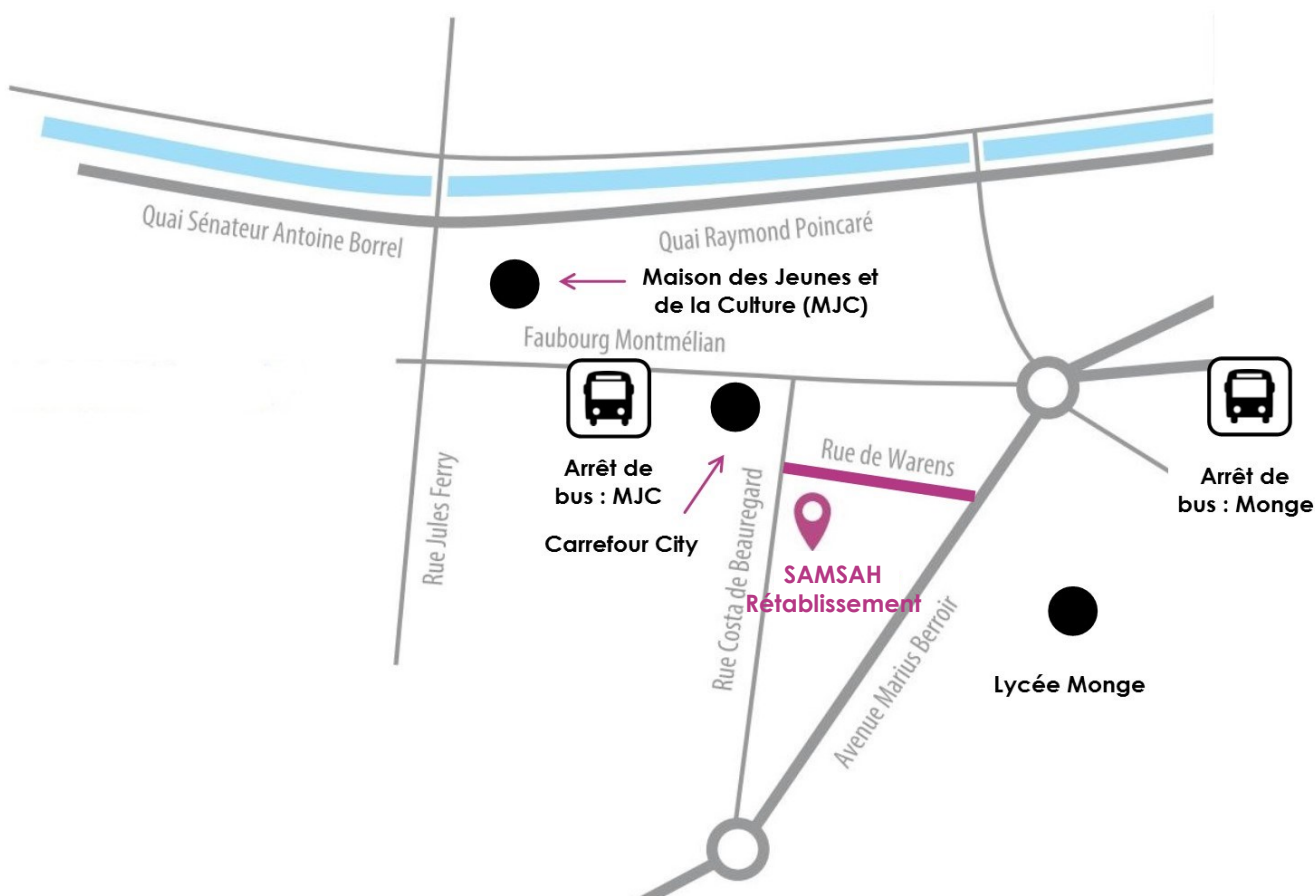 Quai Sénateur Antoine Borrel
Quai Raymond Poincaré
Maison des Jeunes et
de la Culture (MJC)
Faubourg Montmélian
Arrêt de
bus : MJC
Carrefour City
Rue Jules Ferry
Rue Costa de Beauregard
Rue de Warens
SAMSAH
Rétablissement
Avenue Marius Berroir
Arrêt de
bus : Monge
Lycée Monge